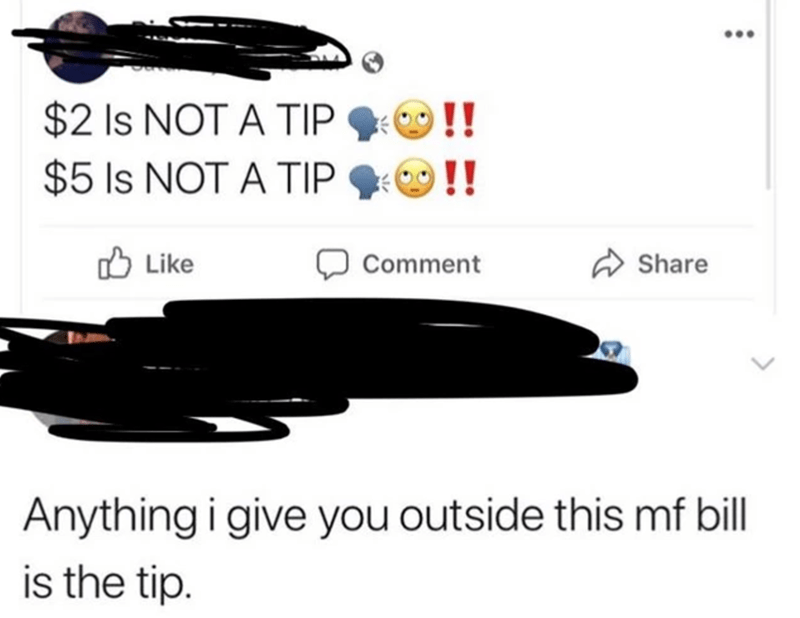 $2 Is NOT A TIP 🗣️🙄‼️
$5 Is NOT A TIP 🗣️🙄‼️
Like Comment Share
Anything i give you outside this mf bill
is the tip.